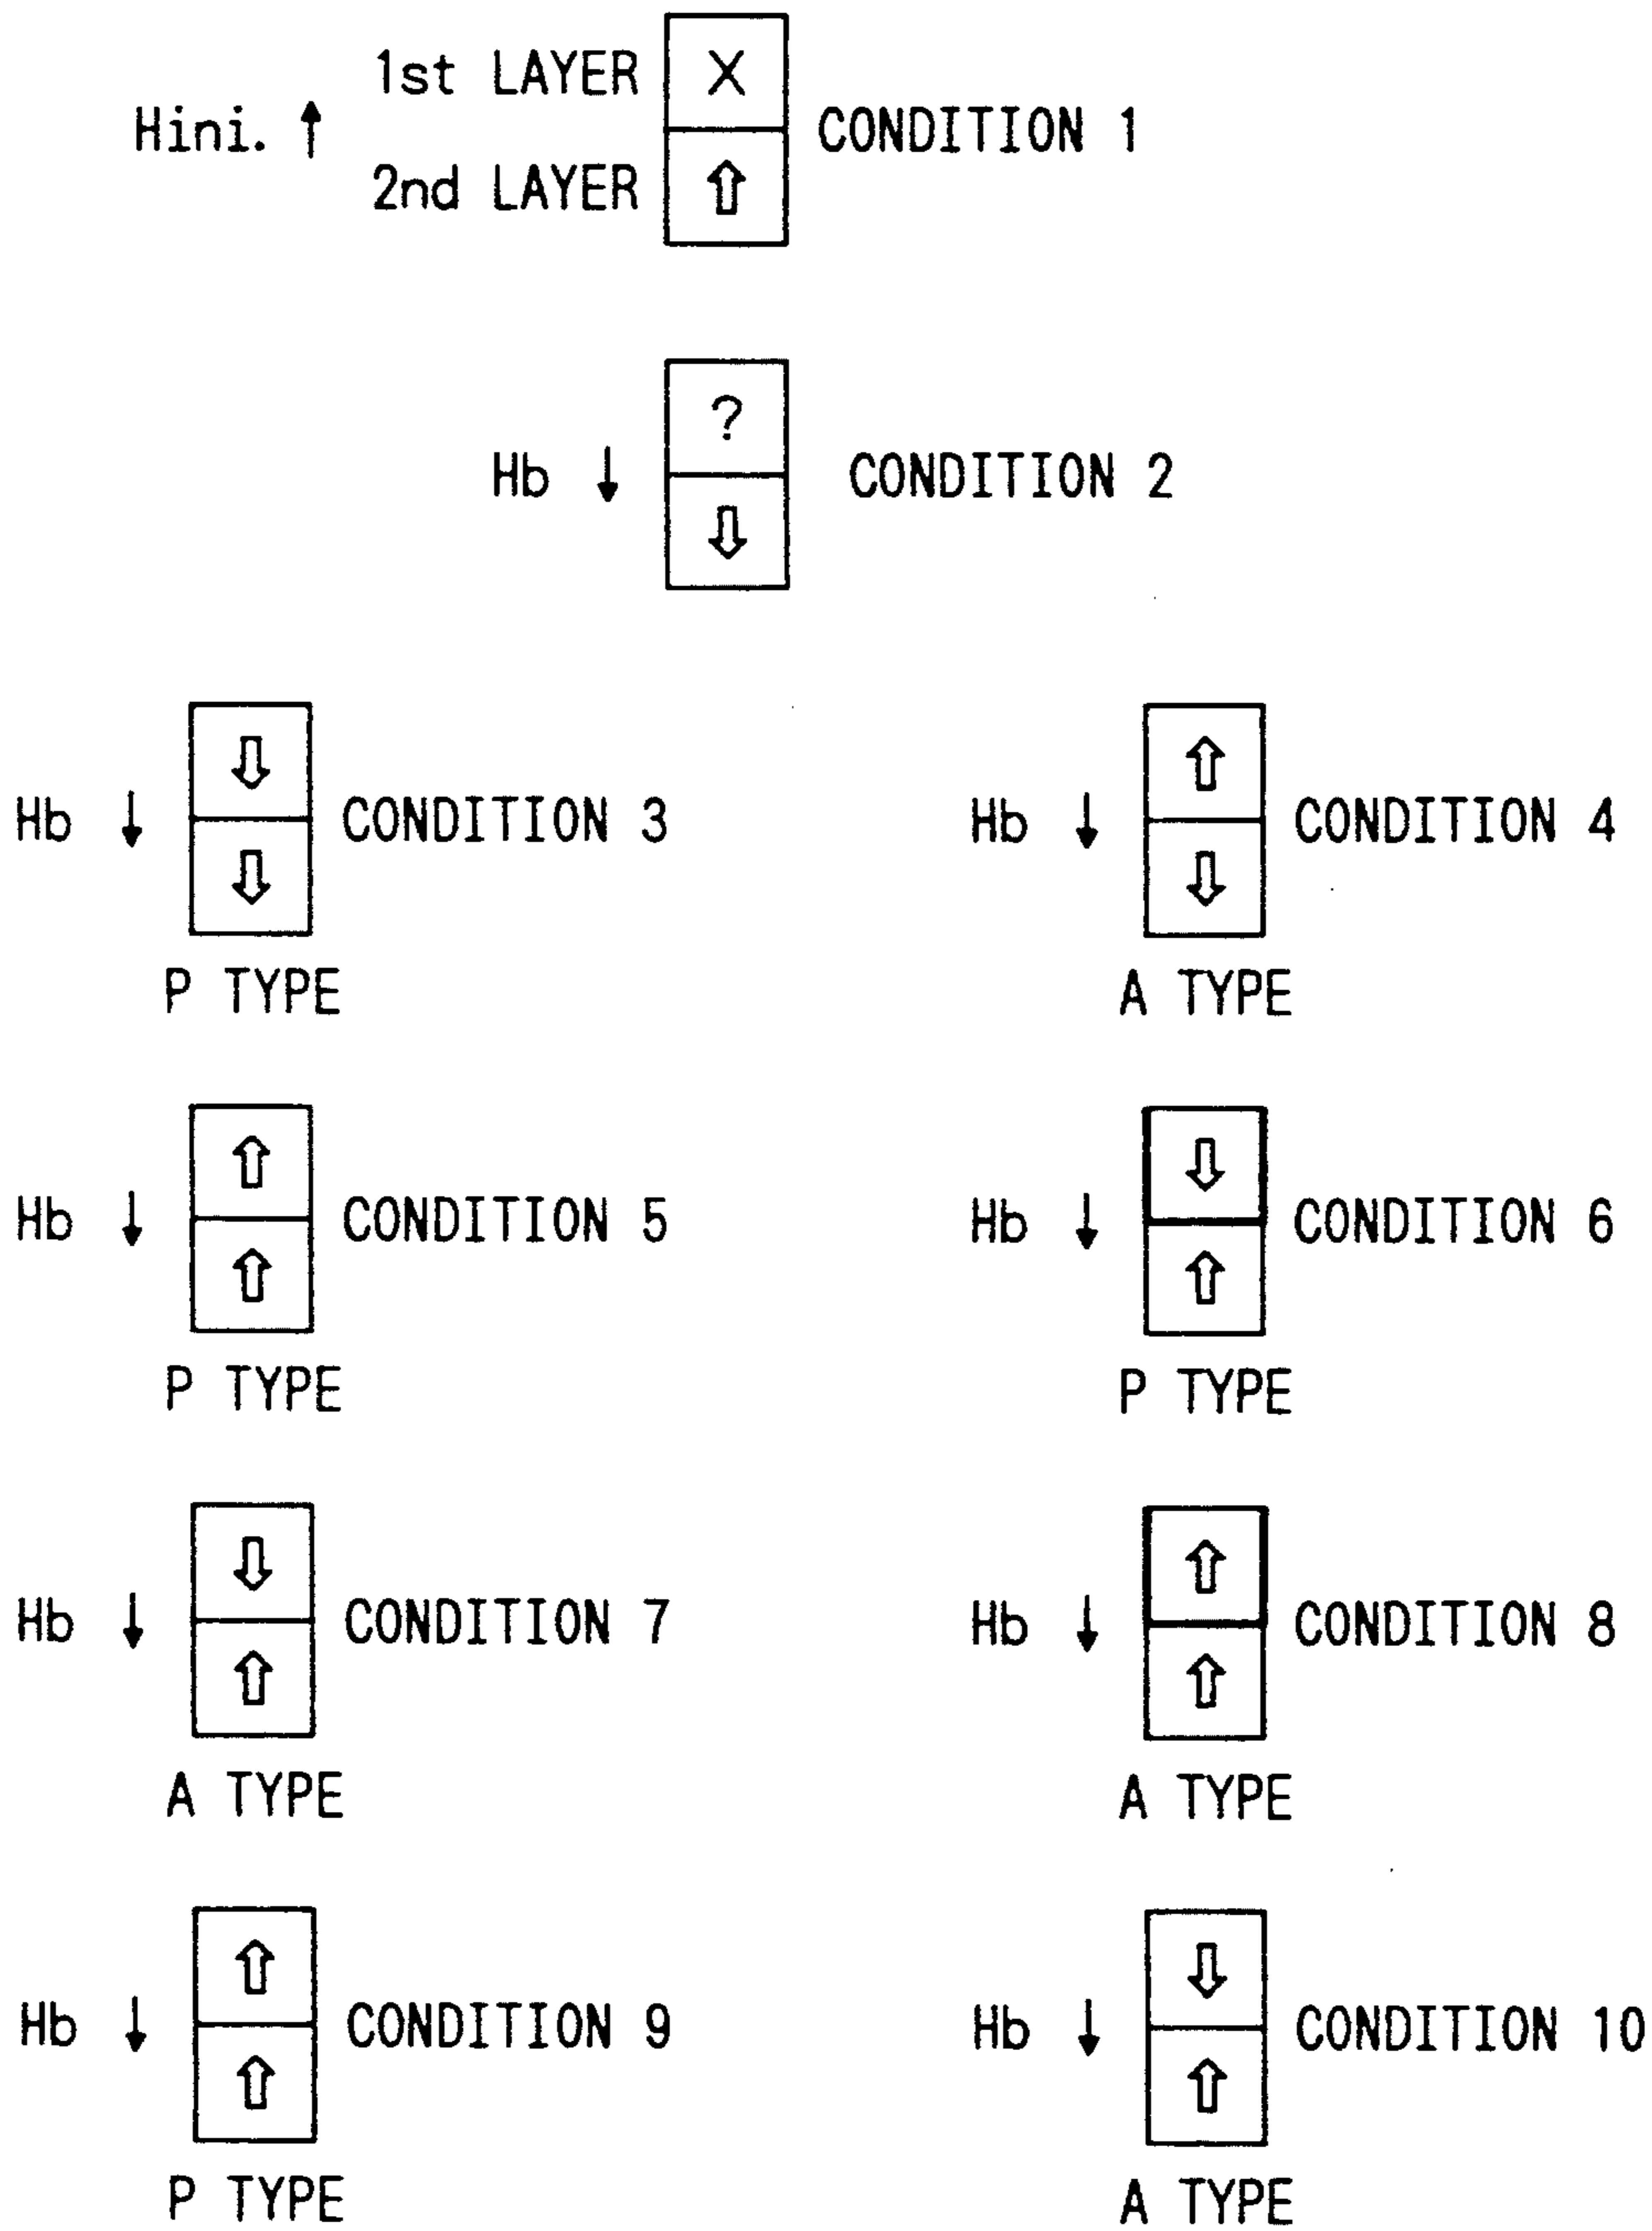 1st LAYER
X
Hini. ↑
CONDITION 1
2nd LAYER
⇧
?
Hb ↓
CONDITION 2
⇩
⇩
Hb ↓
CONDITION 3
⇩
P TYPE
⇧
Hb ↓
CONDITION 4
⇩
A TYPE
⇧
Hb ↓
CONDITION 5
⇧
P TYPE
⇩
Hb ↓
CONDITION 6
⇧
P TYPE
⇩
Hb ↓
CONDITION 7
⇧
A TYPE
⇧
Hb ↓
CONDITION 8
⇧
A TYPE
⇧
Hb ↓
CONDITION 9
⇧
P TYPE
⇩
Hb ↓
CONDITION 10
⇧
A TYPE